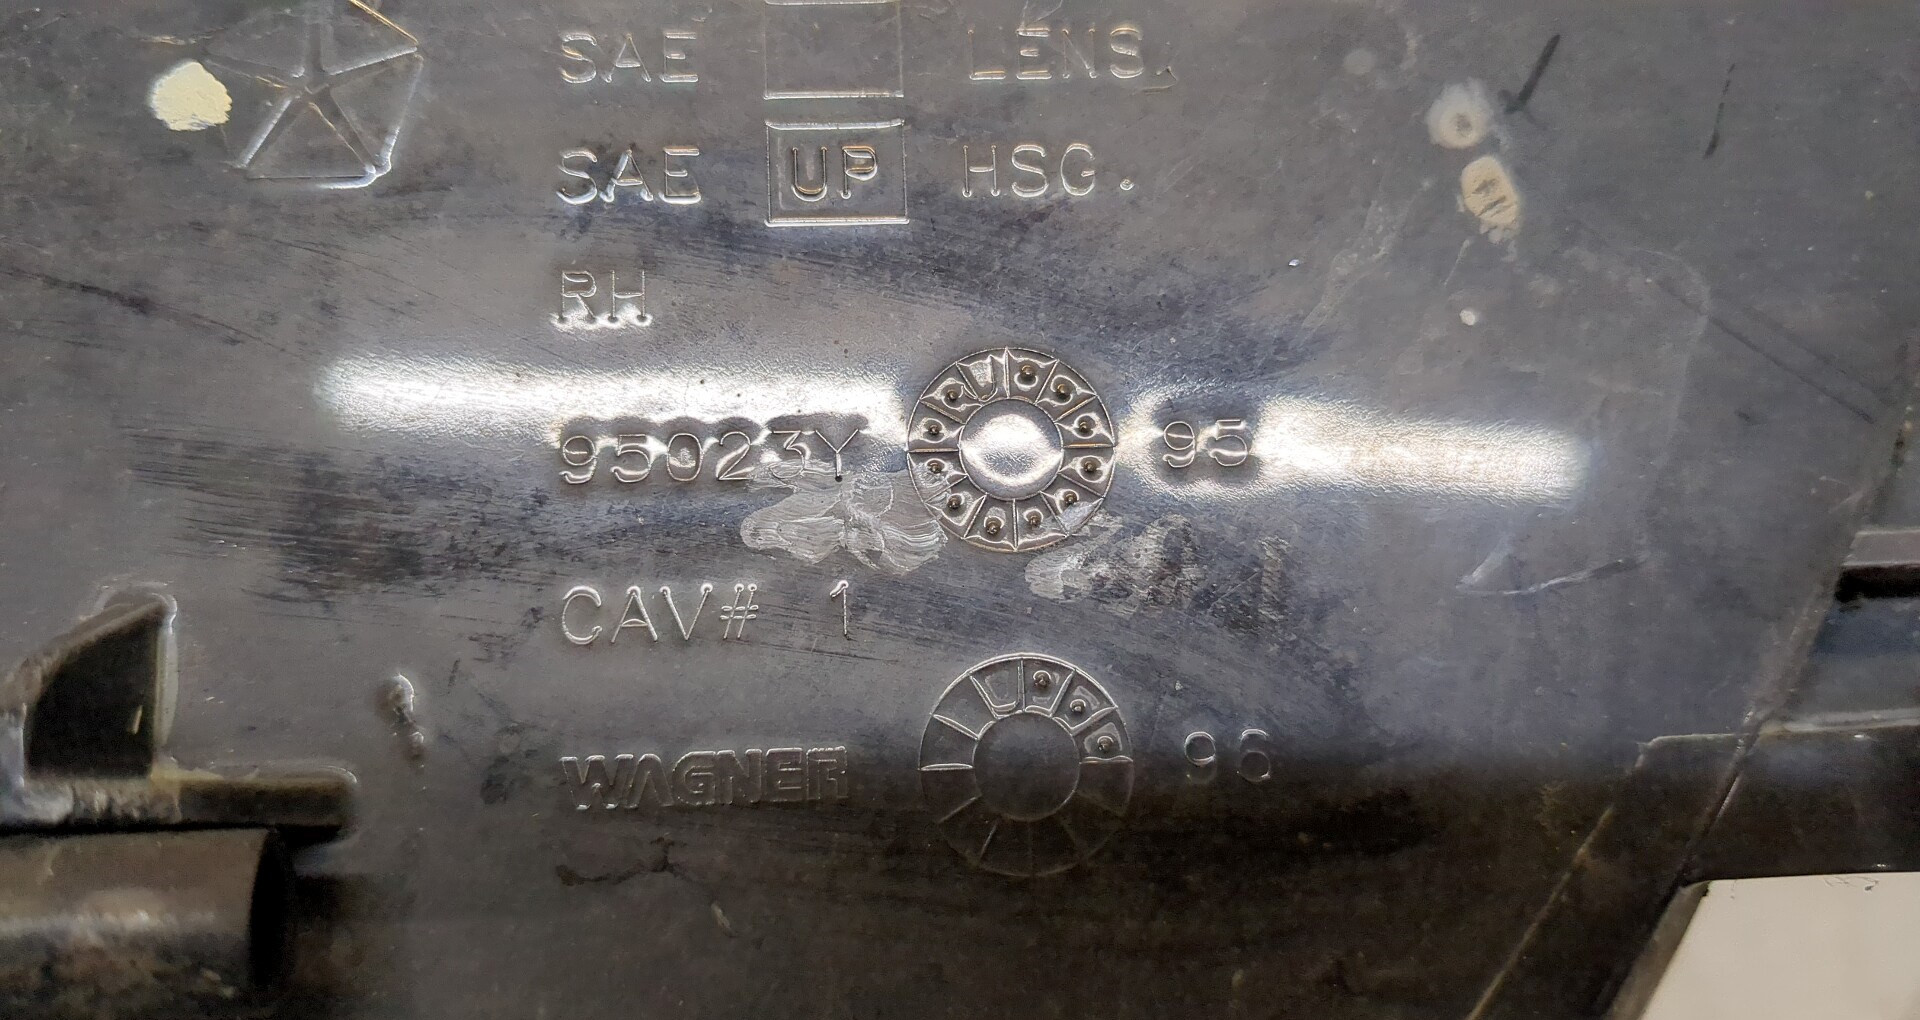 SAE LENS.
SAE UP HSG.
RH
95023Y 95
CAV# 1
WAGNER 96